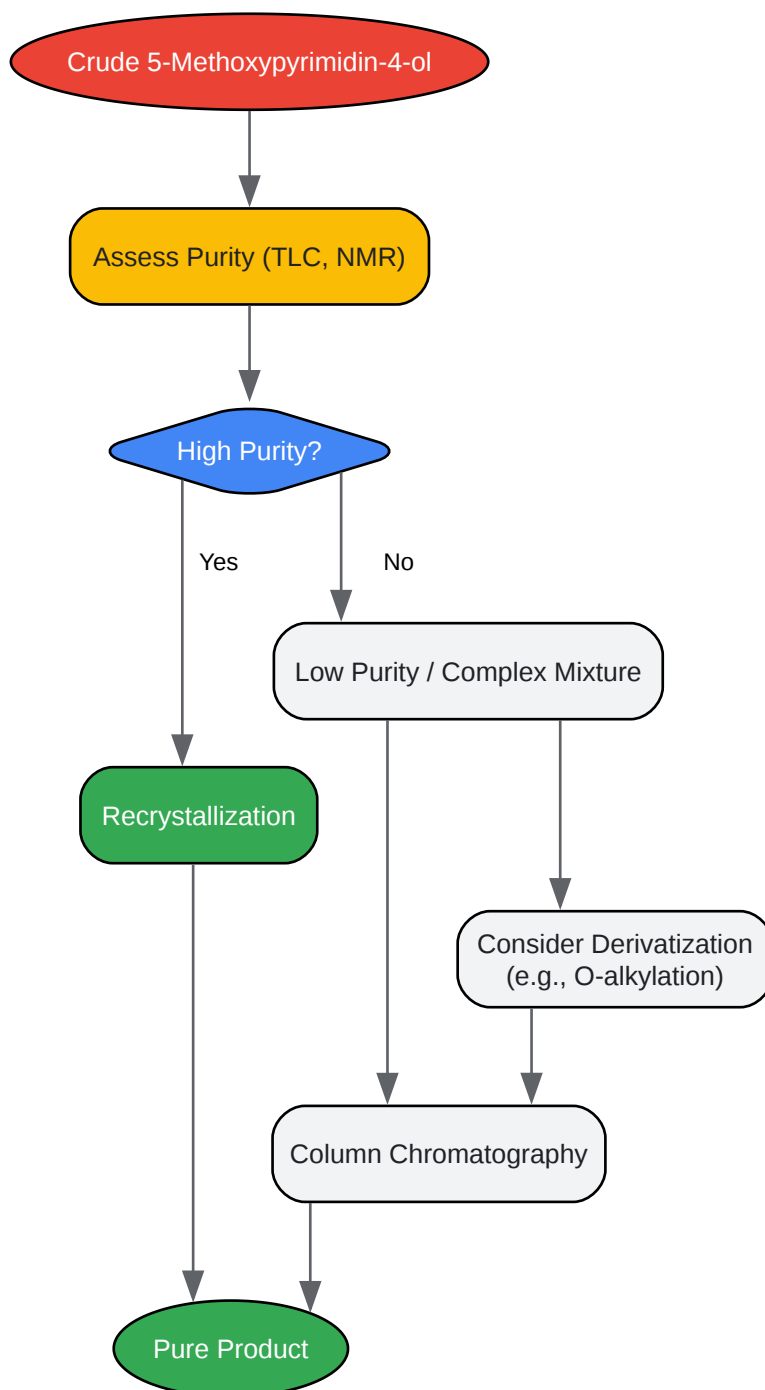 Crude 5-Methoxypyrimidin-4-ol
Assess Purity (TLC, NMR)
High Purity?
Yes
No
Low Purity / Complex Mixture
Recrystallization
Consider Derivatization
(e.g., O-alkylation)
Column Chromatography
Pure Product